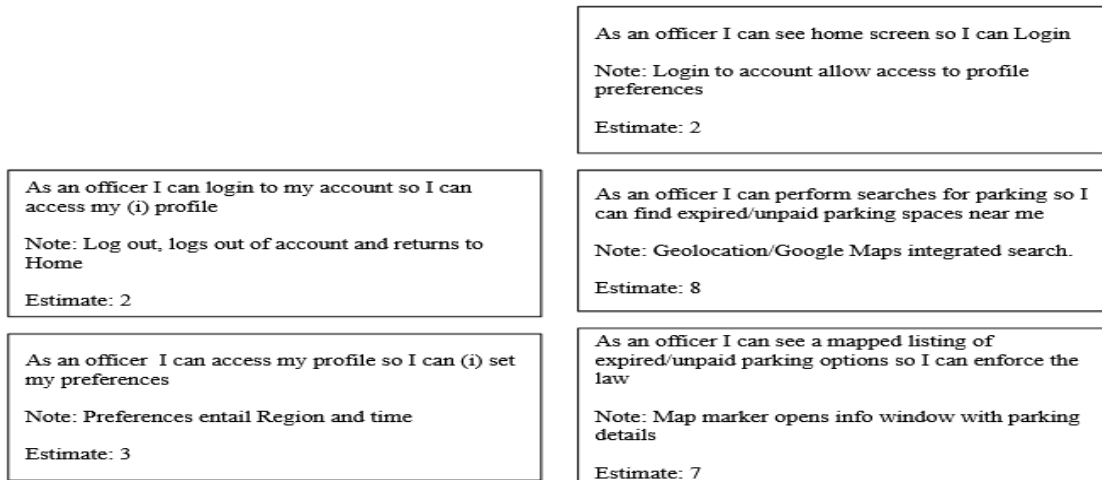 As an officer I can see home screen so I can Login
Note: Login to account allow access to profile
preferences
Estimate: 2
As an officer I can login to my account so I can
access my (i) profile
Note: Log out, logs out of account and returns to
Home
Estimate: 2
As an officer I can perform searches for parking so I
can find expired/unpaid parking spaces near me
Note: Geolocation/Google Maps integrated search.
Estimate: 8
As an officer I can access my profile so I can (i) set
my preferences
Note: Preferences entail Region and time
Estimate: 3
As an officer I can see a mapped listing of
expired/unpaid parking options so I can enforce the
law
Note: Map marker opens info window with parking
details
Estimate: 7